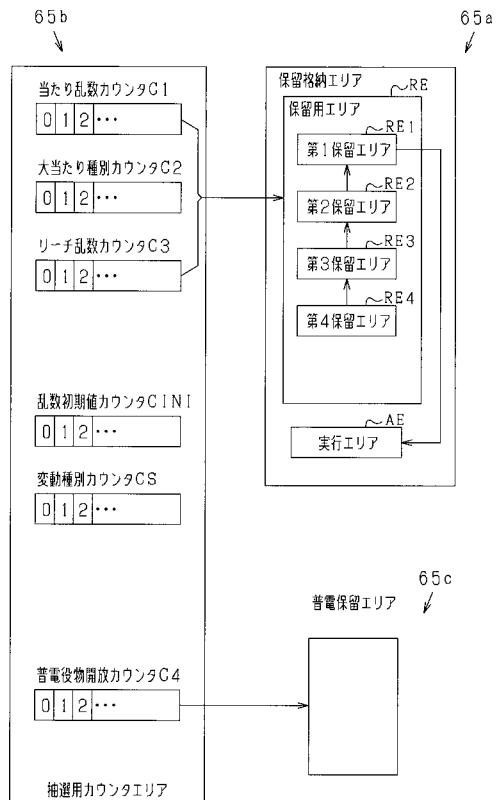 65b
65a
当たり乱数カウンタC1
0 1 2 ･･･
大当たり種別カウンタC2
0 1 2 ･･･
リーチ乱数カウンタC3
0 1 2 ･･･
乱数初期値カウンタCINI
0 1 2 ･･･
変動種別カウンタCS
0 1 2 ･･･
普電役物開放カウンタC4
0 1 2 ･･･
抽選用カウンタエリア
保留格納エリア
RE
保留用エリア
RE1
第1保留エリア
RE2
第2保留エリア
RE3
第3保留エリア
RE4
第4保留エリア
AE
実行エリア
65c
普電保留エリア